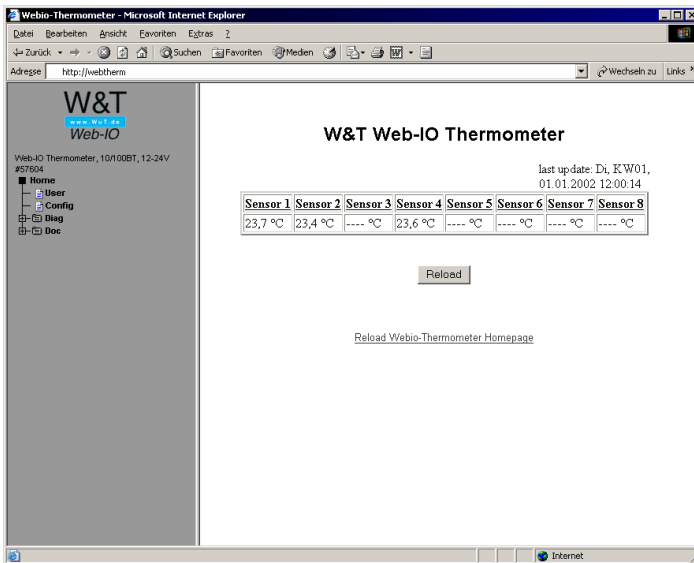 Webio-Thermometer - Microsoft Internet Explorer
Datei Bearbeiten Ansicht Favoriten Extras ?
Zurück Suchen Favoriten Medien
Adresse http://webtherm Wechseln zu Links
W&T
www.WuT.de
Web-IO
Web-IO Thermometer, 10/100BT, 12-24V
#57604
Home
User
Config
Diag
Doc
W&T Web-IO Thermometer
last update: Di, KW01,
01.01.2002 12:00:14
Sensor 1 Sensor 2 Sensor 3 Sensor 4 Sensor 5 Sensor 6 Sensor 7 Sensor 8
23,7 °C 23,4 °C ---- °C 23,6 °C ---- °C ---- °C ---- °C ---- °C
Reload
Reload Webio-Thermometer Homepage
Internet